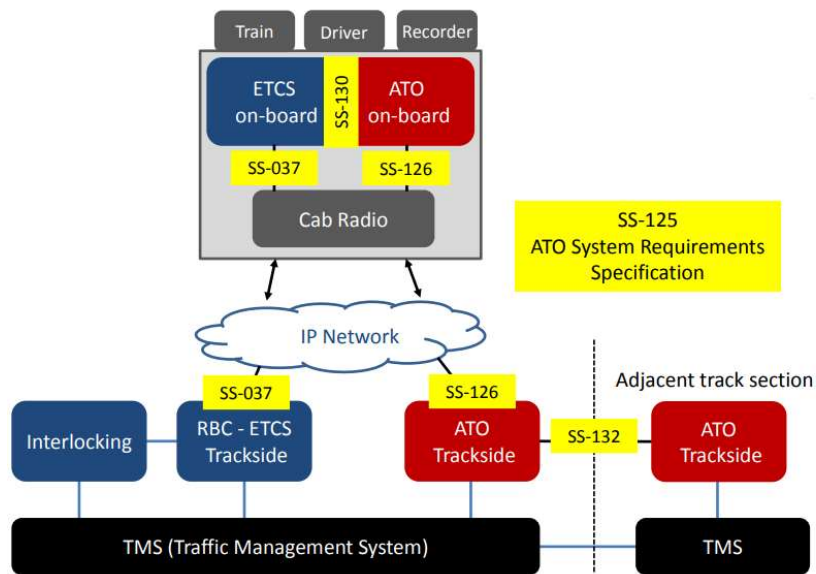 Train
Driver
Recorder
ETCS
on-board
SS-130
ATO
on-board
SS-037
SS-126
Cab Radio
SS-125
ATO System Requirements
Specification
IP Network
SS-037
SS-126
Adjacent track section
Interlocking
RBC - ETCS
Trackside
ATO
Trackside
SS-132
ATO
Trackside
TMS (Traffic Management System)
TMS